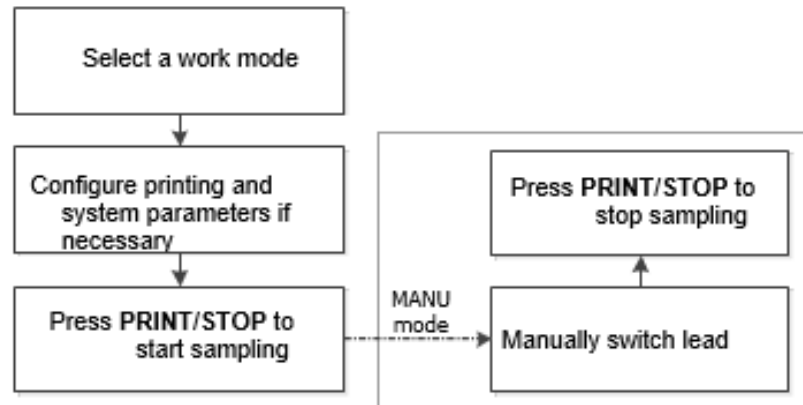 Select a work mode
Configure printing and
system parameters if
necessary
Press PRINT/STOP to
start sampling
MANU
mode
Press PRINT/STOP to
stop sampling
Manually switch lead